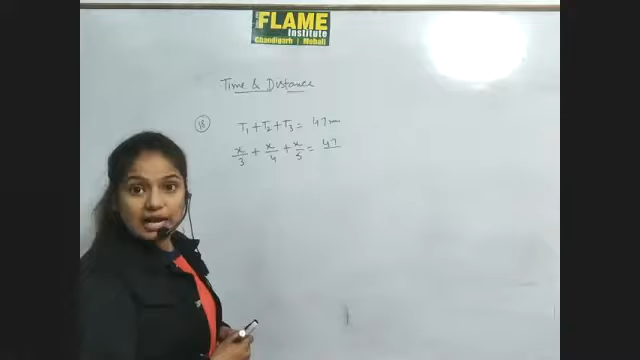 FLAME
Institute
Chandigarh | Mohali
Time & Distance
18 T1 + T2 + T3 = 47 min
x/3 + x/4 + x/5 = 47